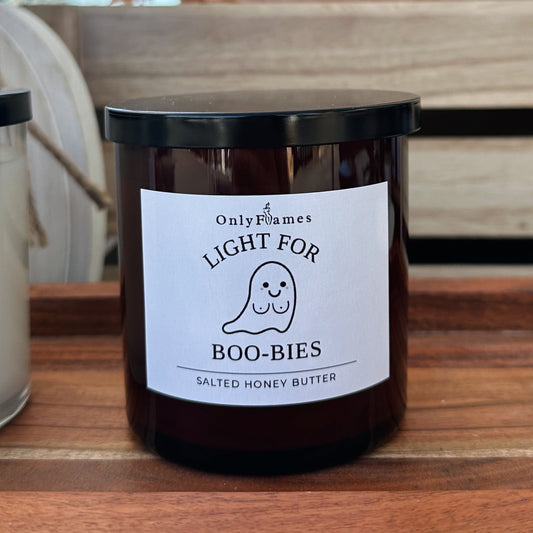 OnlyFlames
LIGHT FOR
BOO-BIES
SALTED HONEY BUTTER